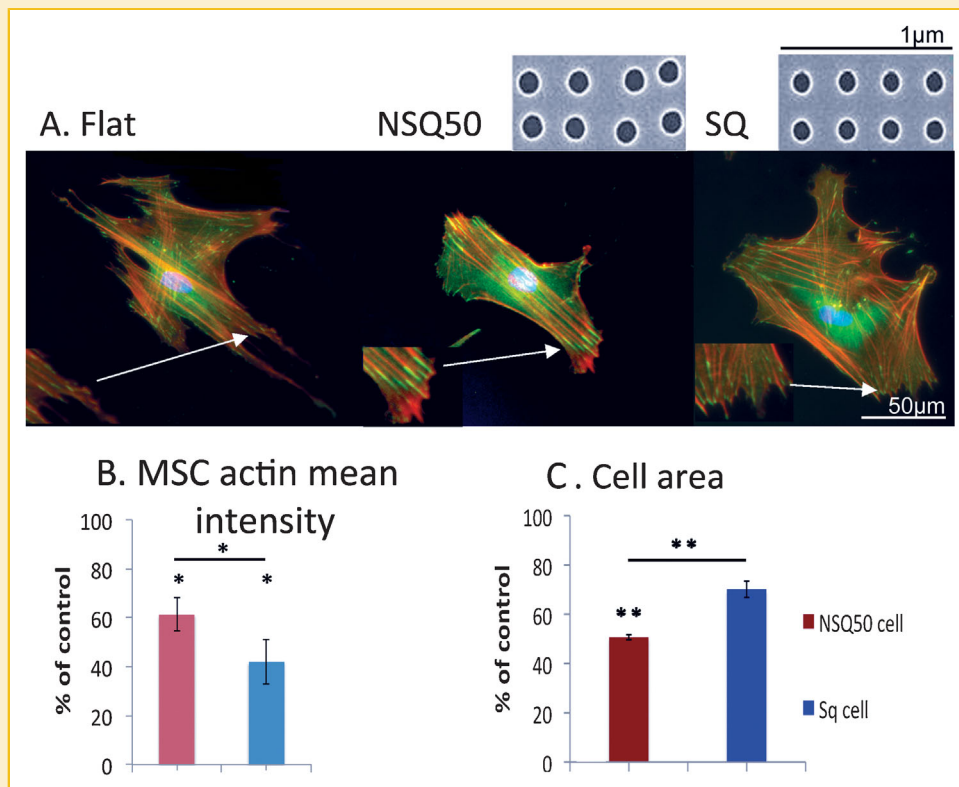 1µm
A. Flat
NSQ50
SQ
50µm
B. MSC actin mean
intensity
% of control
100
80
60
40
20
0
*
*
*
C . Cell area
% of control
100
80
60
40
20
0
**
**
NSQ50 cell
Sq cell